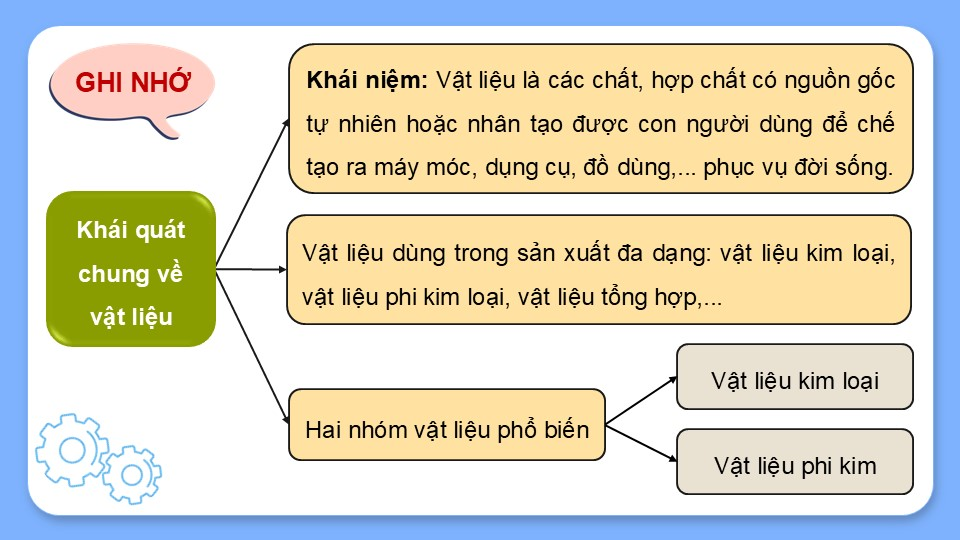 GHI NHỚ
Khái niệm: Vật liệu là các chất, hợp chất có nguồn gốc
tự nhiên hoặc nhân tạo được con người dùng để chế
tạo ra máy móc, dụng cụ, đồ dùng,... phục vụ đời sống.
Khái quát
chung về
vật liệu
Vật liệu dùng trong sản xuất đa dạng: vật liệu kim loại,
vật liệu phi kim loại, vật liệu tổng hợp,...
Hai nhóm vật liệu phổ biến
Vật liệu kim loại
Vật liệu phi kim